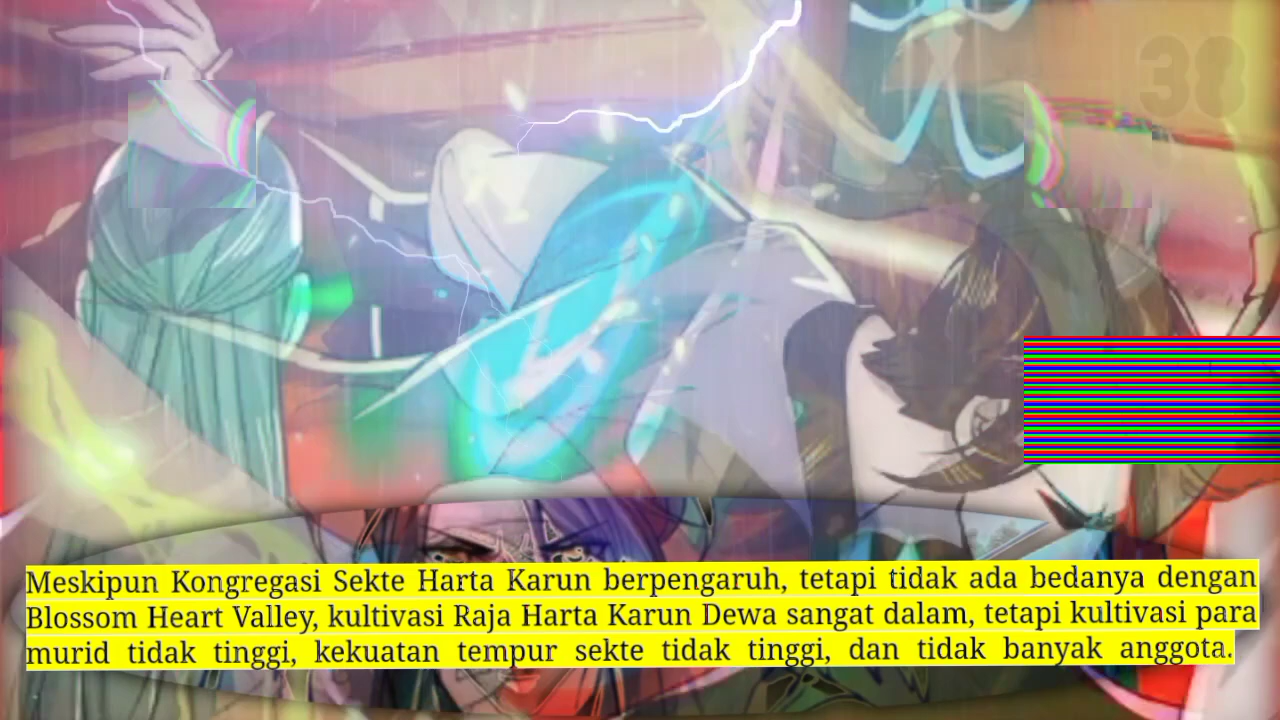 38
Meskipun Kongregasi Sekte Harta Karun berpengaruh, tetapi tidak ada bedanya dengan
Blossom Heart Valley, kultivasi Raja Harta Karun Dewa sangat dalam, tetapi kultivasi para
murid tidak tinggi, kekuatan tempur sekte tidak tinggi, dan tidak banyak anggota.